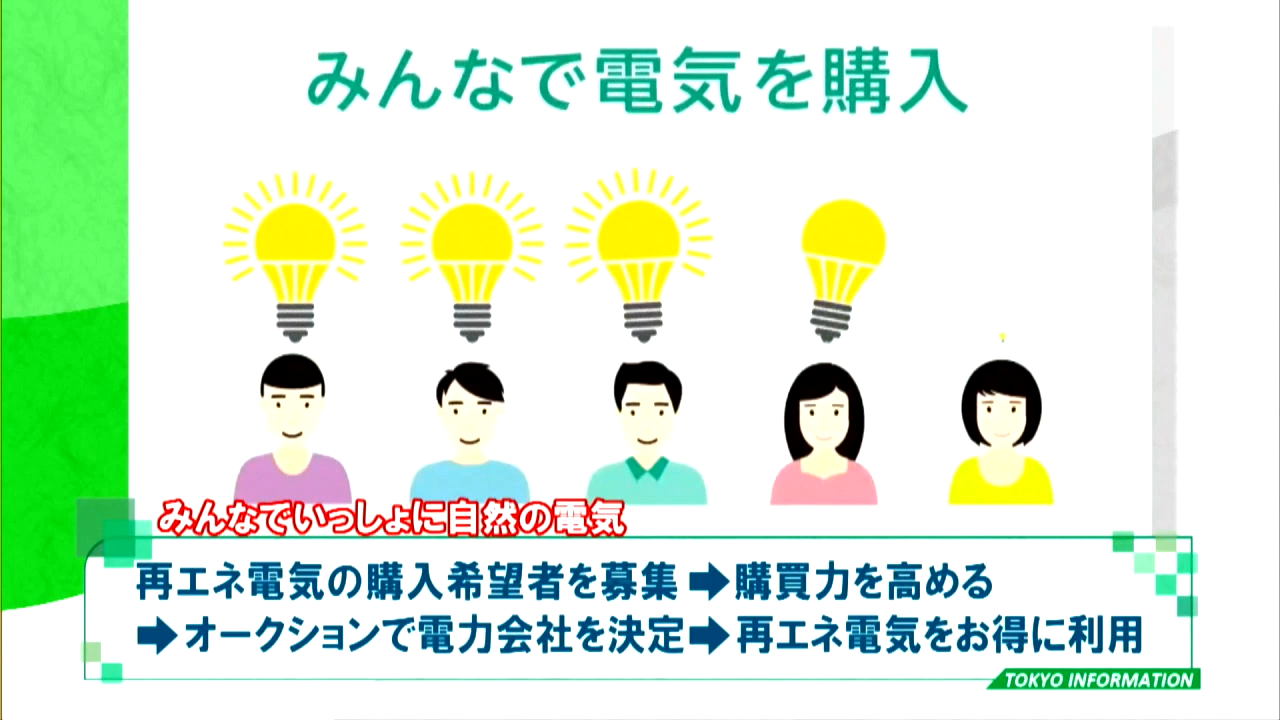 みんなで電気を購入
みんなでいっしょに自然の電気
再エネ電気の購入希望者を募集➡購買力を高める
➡オークションで電力会社を決定➡再エネ電気をお得に利用
TOKYO INFORMATION